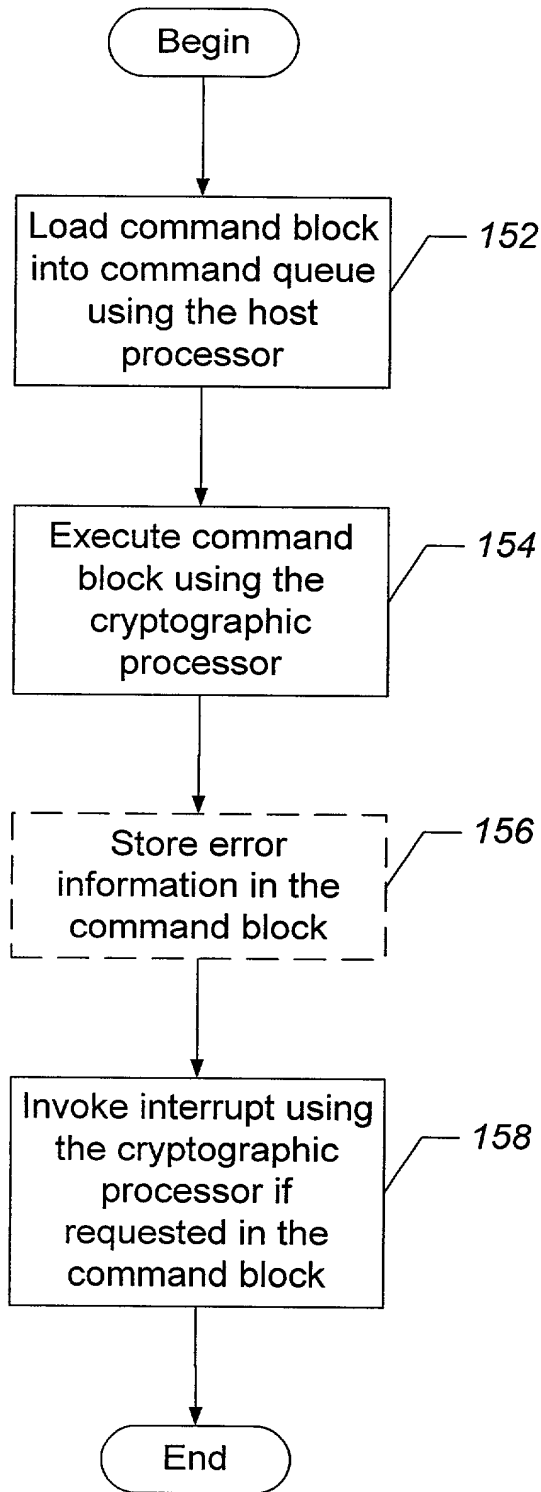 Begin
Load command block
into command queue
using the host
processor
152
Execute command
block using the
cryptographic
processor
154
Store error
information in the
command block
156
Invoke interrupt using
the cryptographic
processor if
requested in the
command block
158
End